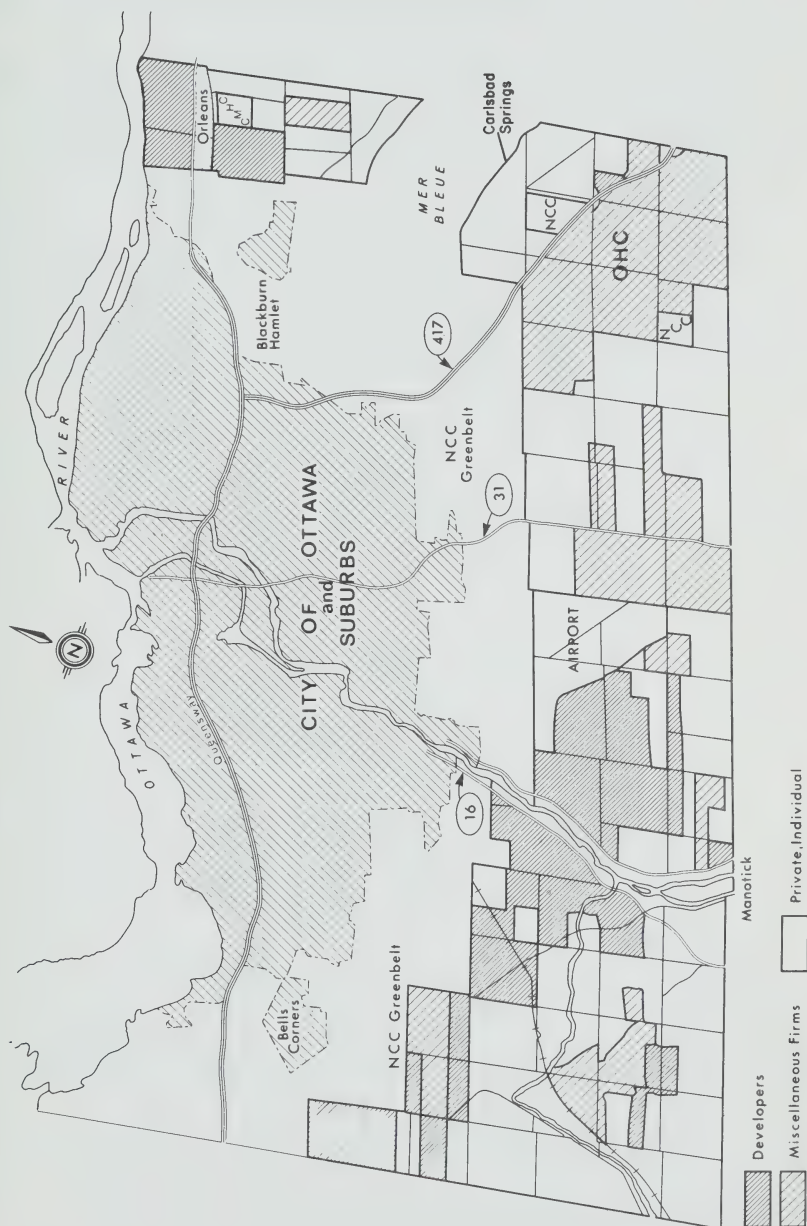 OTTAWA
RIVER
N
Queensway
CITY OF OTTAWA
and
SUBURBS
Orleans
CMHC
Blackburn
Hamlet
MER
BLEUE
Carlsbad
Springs
417
NCC
Greenbelt
31
16
NCC
OHC
NCC
AIRPORT
Bells
Corners
NCC Greenbelt
Manotick
Developers
Miscellaneous Firms
Private, Individual